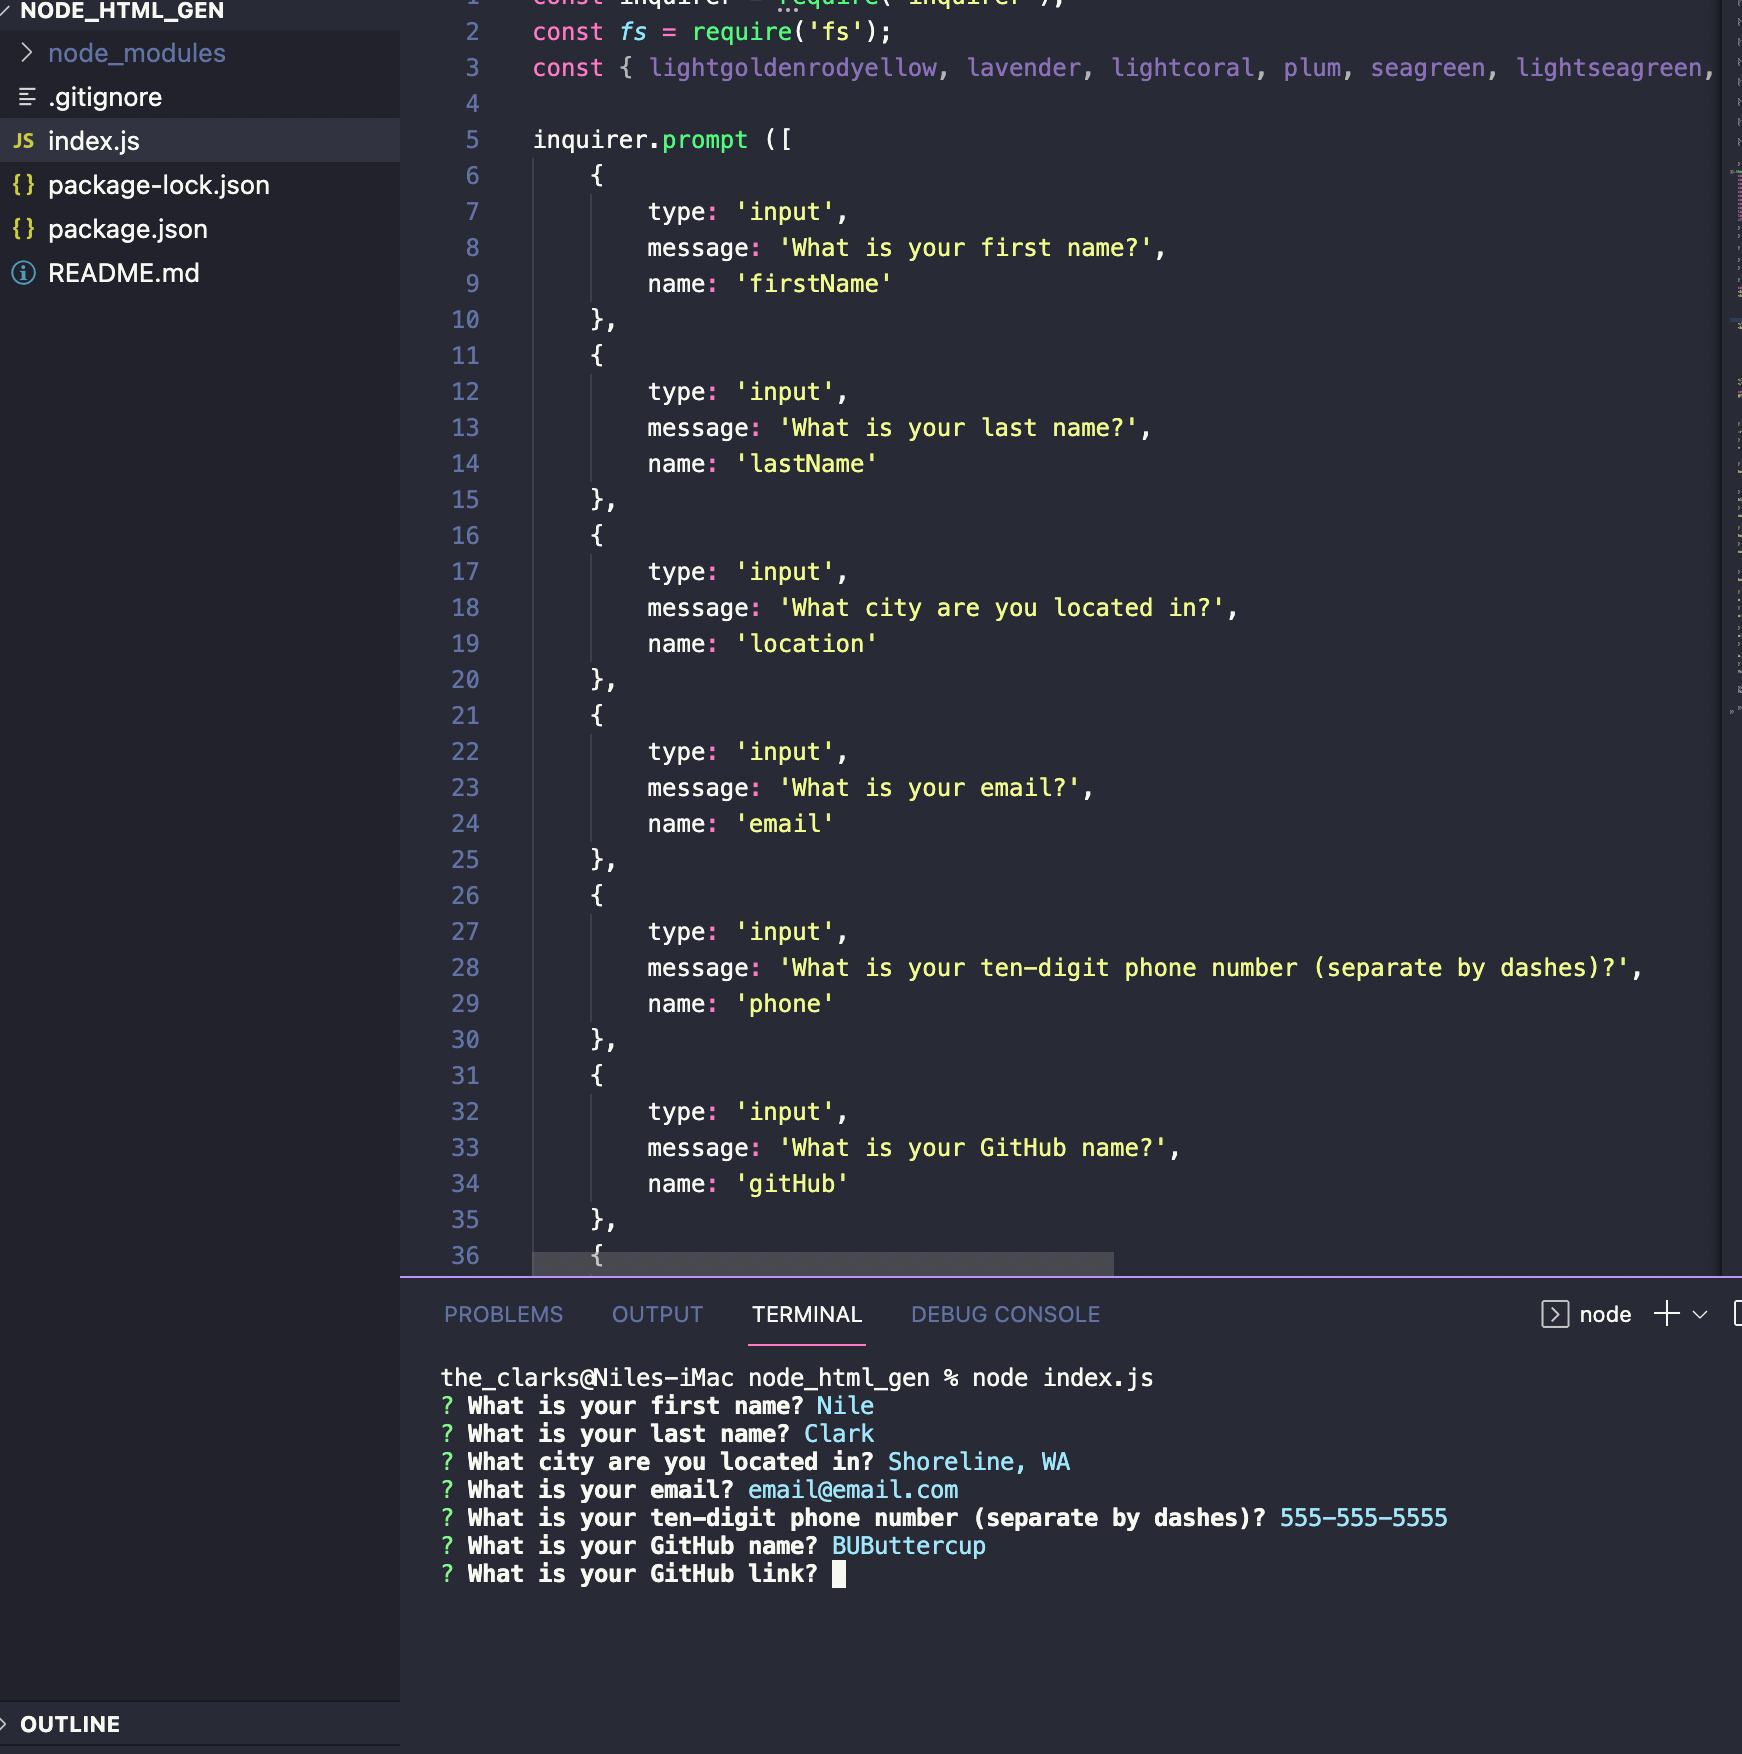 NODE_HTML_GEN
node_modules
.gitignore
JS index.js
{} package-lock.json
{} package.json
README.md
OUTLINE
1 const inquirer = require('inquirer');
2 const fs = require('fs');
3 const { lightgoldenrodyellow, lavender, lightcoral, plum, seagreen, lightseagreen,
4
5 inquirer.prompt ([
6 {
7 type: 'input',
8 message: 'What is your first name?',
9 name: 'firstName'
10 },
11 {
12 type: 'input',
13 message: 'What is your last name?',
14 name: 'lastName'
15 },
16 {
17 type: 'input',
18 message: 'What city are you located in?',
19 name: 'location'
20 },
21 {
22 type: 'input',
23 message: 'What is your email?',
24 name: 'email'
25 },
26 {
27 type: 'input',
28 message: 'What is your ten-digit phone number (separate by dashes)?',
29 name: 'phone'
30 },
31 {
32 type: 'input',
33 message: 'What is your GitHub name?',
34 name: 'gitHub'
35 },
36 {
PROBLEMS OUTPUT TERMINAL DEBUG CONSOLE node
the_clarks@Niles-iMac node_html_gen % node index.js
? What is your first name? Nile
? What is your last name? Clark
? What city are you located in? Shoreline, WA
? What is your email? email@email.com
? What is your ten-digit phone number (separate by dashes)? 555-555-5555
? What is your GitHub name? BUButtercup
? What is your GitHub link?